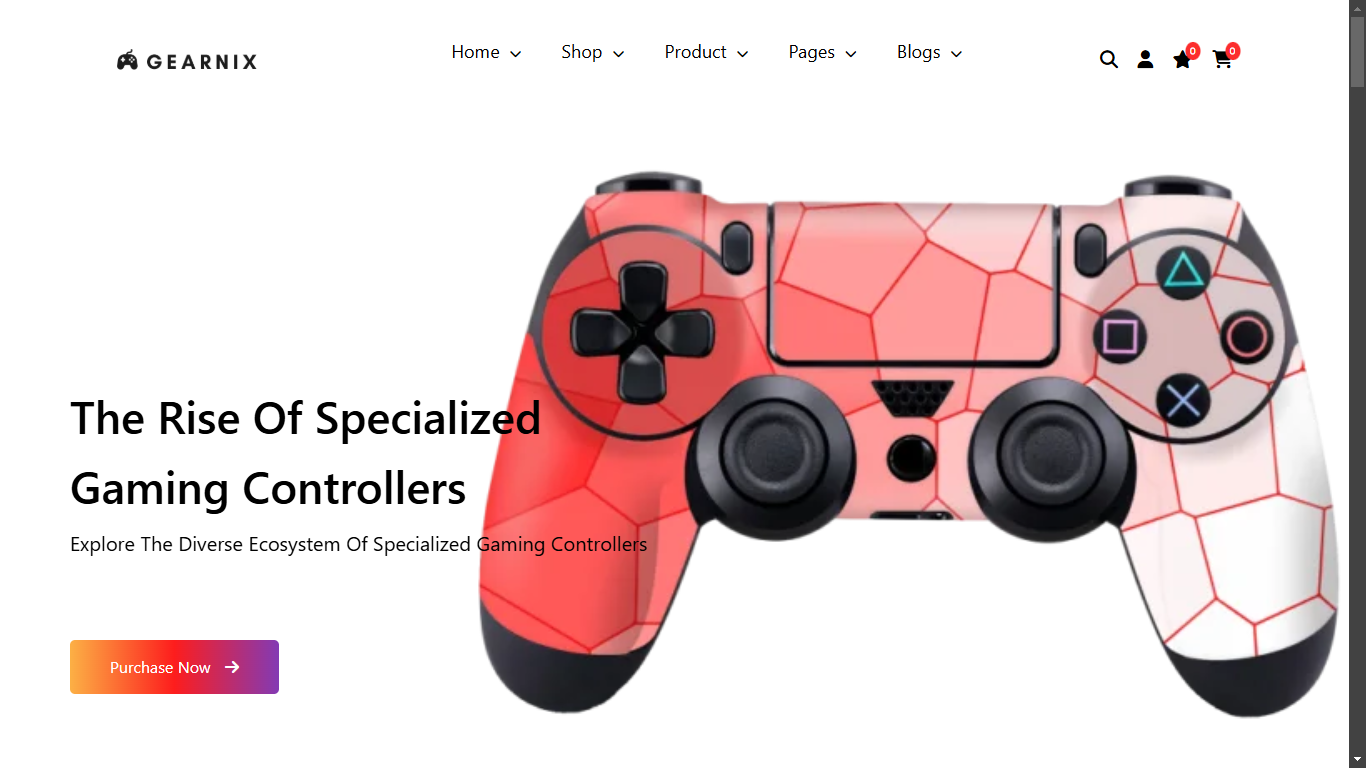 GEARNIX
Home
Shop
Product
Pages
Blogs
0
0
The Rise Of Specialized
Gaming Controllers
Explore The Diverse Ecosystem Of Specialized Gaming Controllers
Purchase Now